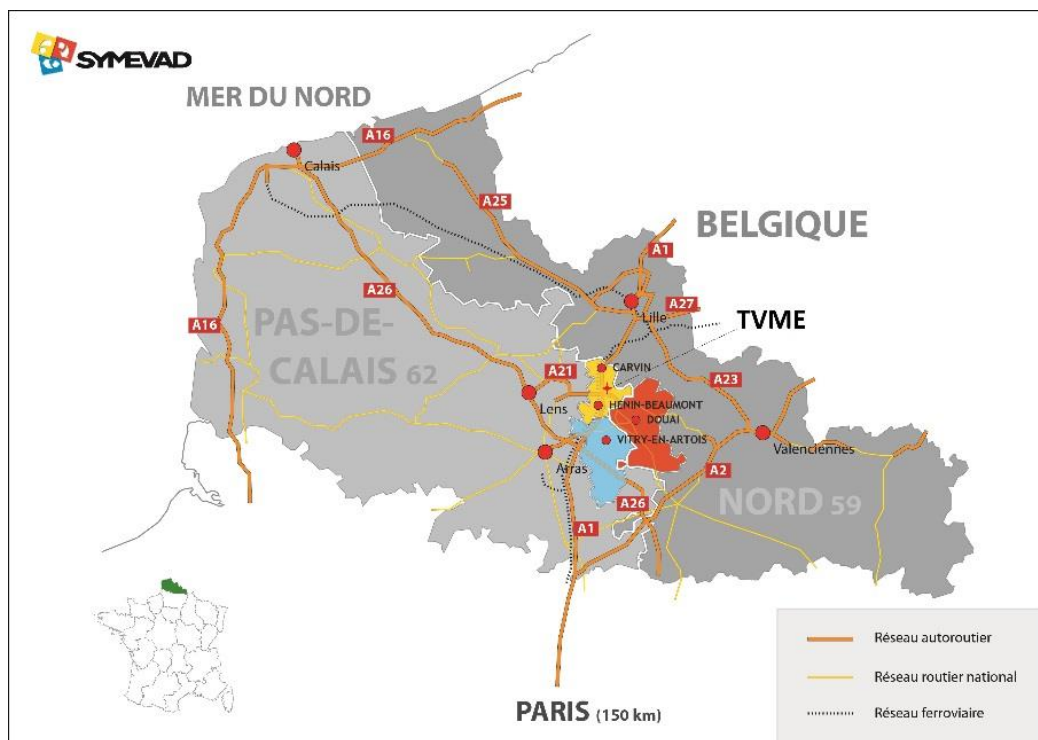 SYMEVAD
MER DU NORD
A16
Calais
A25
BELGIQUE
A1
A26
A27
Lille
TVME
A16
PAS-DE-
CALAIS 62
CARVIN
A21
A23
Lens
HENIN-BEAUMONT
DOUAI
VITRY-EN-ARTOIS
Valenciennes
Arras
A2
NORD 59
A26
A1
Réseau autoroutier
Réseau routier national
Réseau ferroviaire
PARIS (150 km)